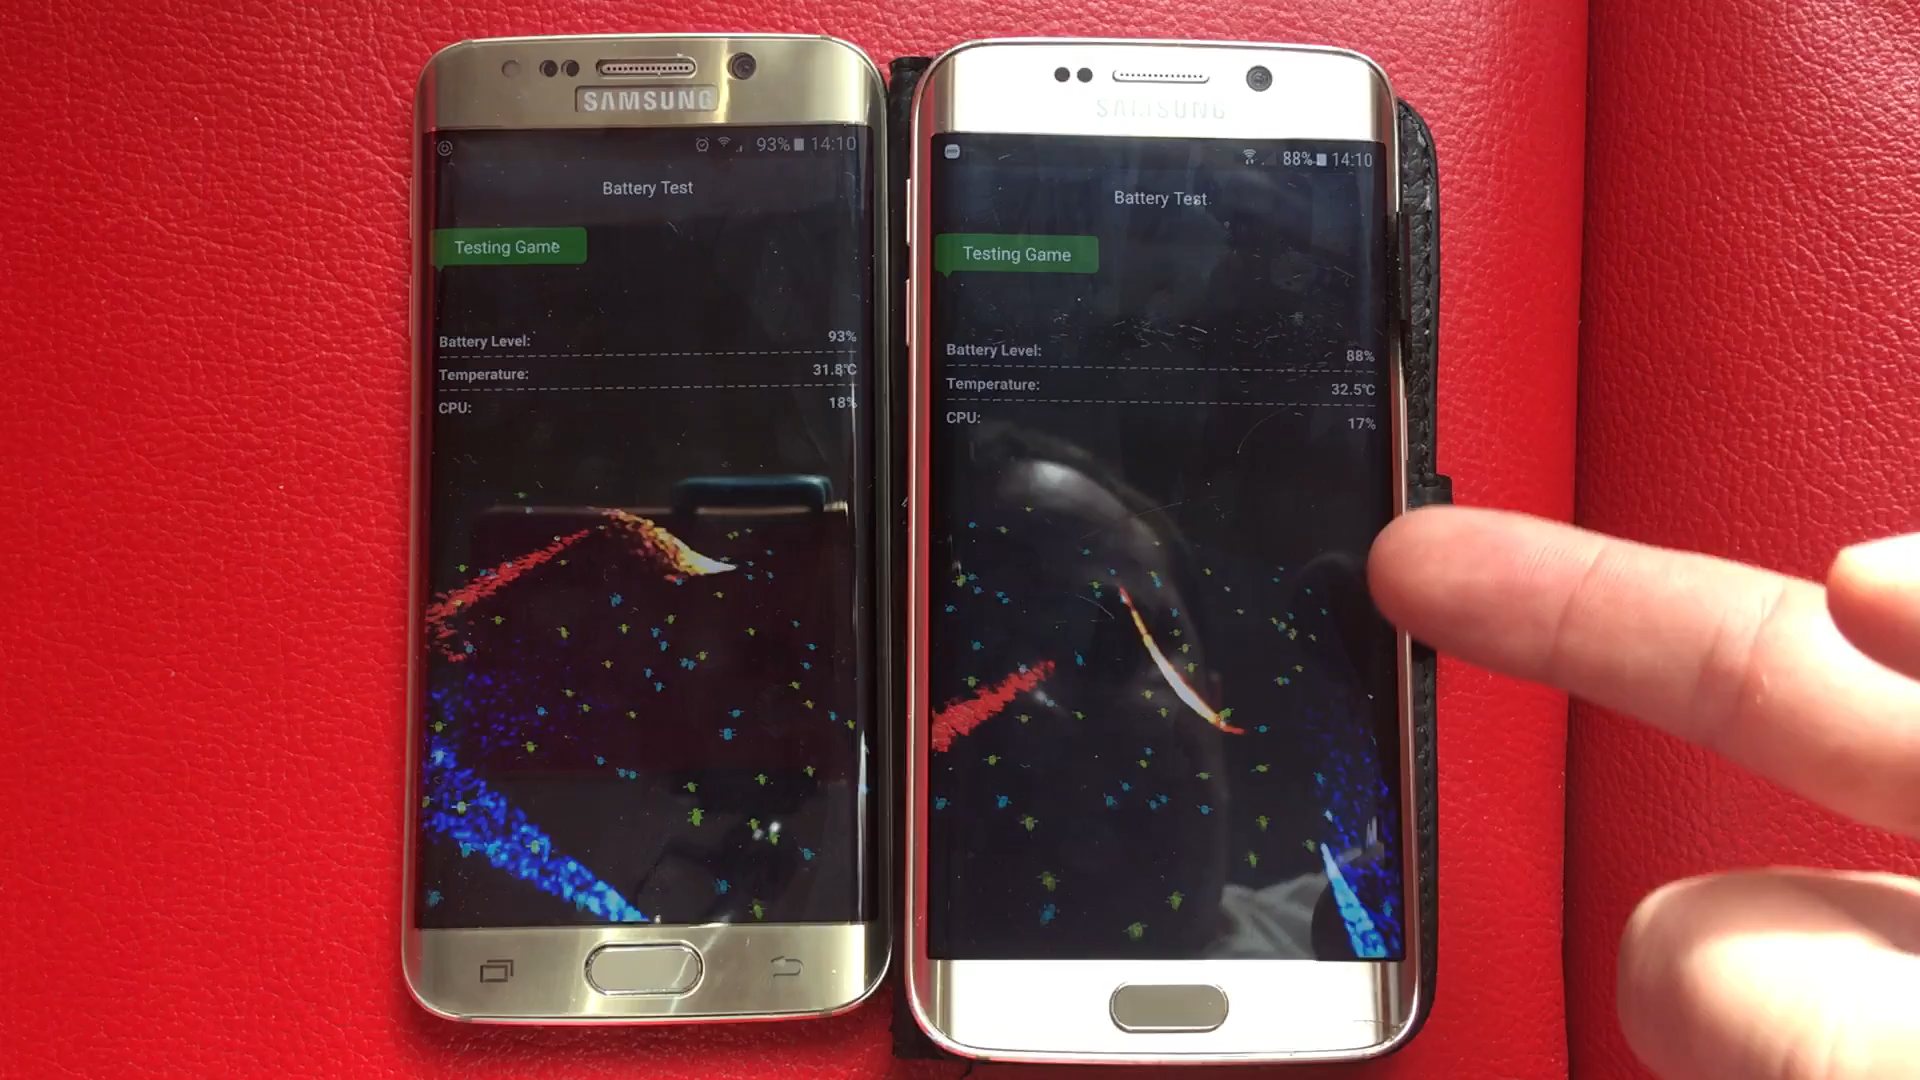 SAMSUNG
93% 14:10
Battery Test
Testing Game
Battery Level: 93%
Temperature: 31.8°C
CPU: 18%
SAMSUNG
88% 14:10
Battery Test
Testing Game
Battery Level: 88%
Temperature: 32.5°C
CPU: 17%